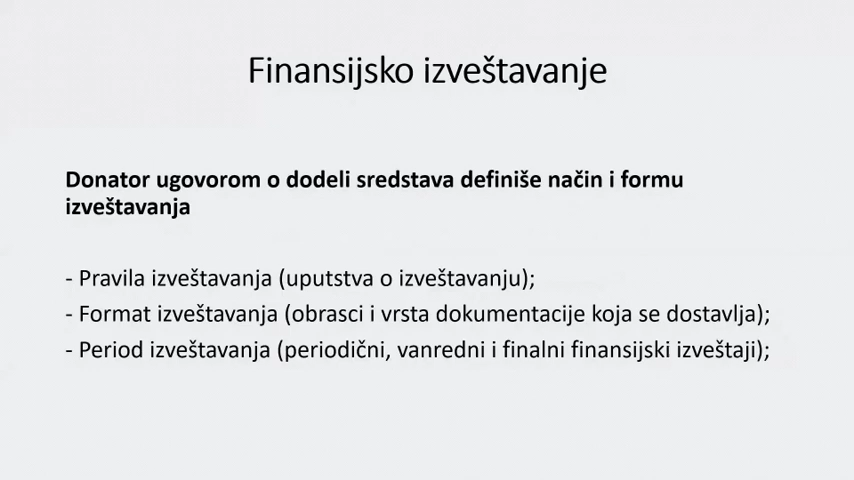 Finansijsko izveštavanje
Donator ugovorom o dodeli sredstava definiše način i formu
izveštavanja
- Pravila izveštavanja (uputstva o izveštavanju);
- Format izveštavanja (obrasci i vrsta dokumentacije koja se dostavlja);
- Period izveštavanja (periodični, vanredni i finalni finansijski izveštaji);